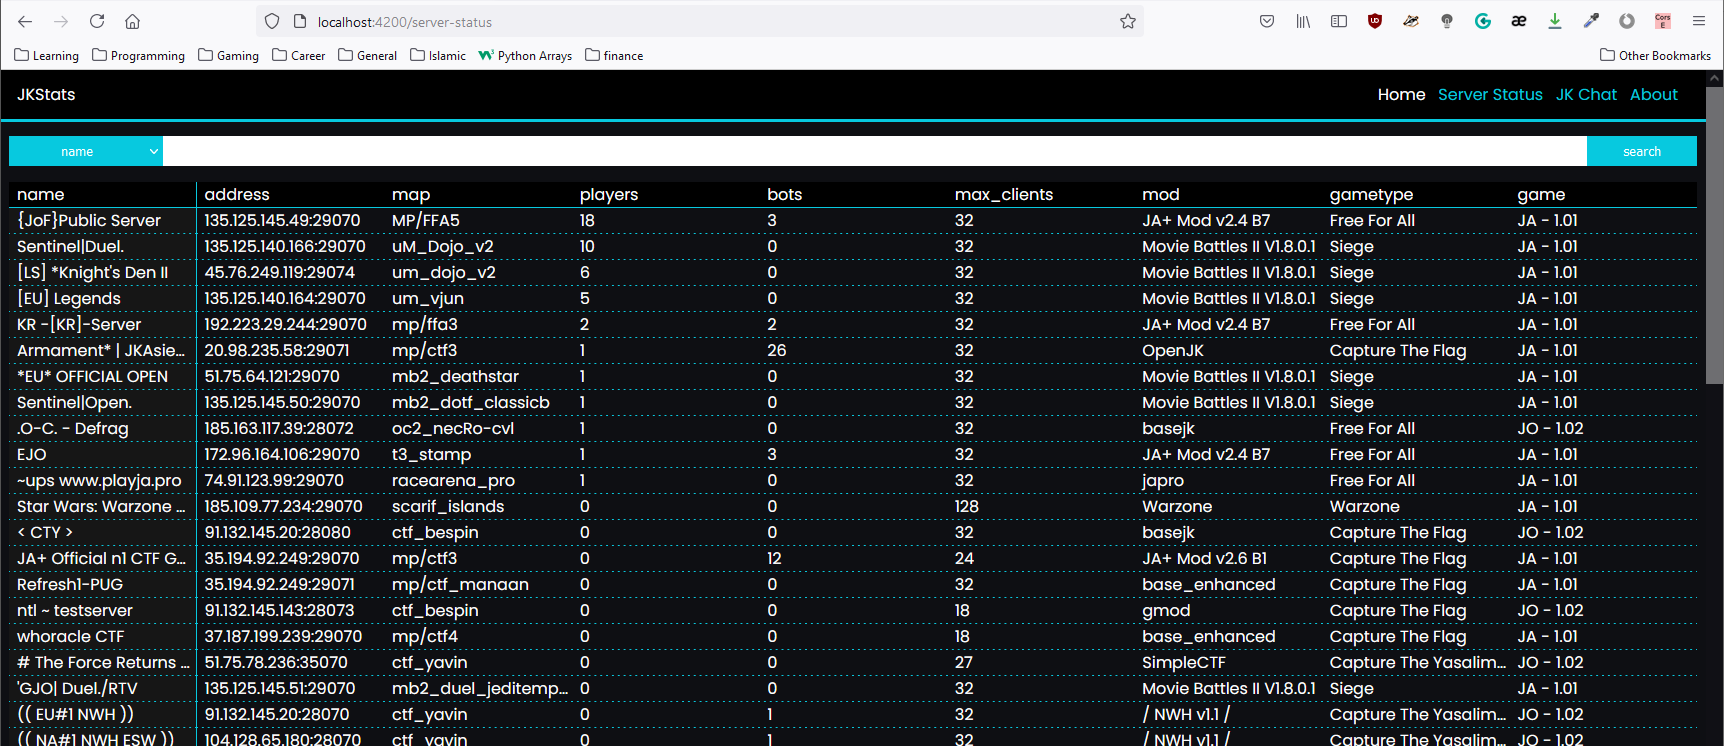 localhost:4200/server-status
Learning Programming Gaming Career General Islamic Python Arrays finance Other Bookmarks
JKStats Home Server Status JK Chat About
name search
name address map players bots max_clients mod gametype game
{JoF}Public Server 135.125.145.49:29070 MP/FFA5 18 3 32 JA+ Mod v2.4 B7 Free For All JA - 1.01
Sentinel|Duel. 135.125.140.166:29070 uM_Dojo_v2 10 0 32 Movie Battles II V1.8.0.1 Siege JA - 1.01
[LS] *Knight's Den II 45.76.249.119:29074 um_dojo_v2 6 0 32 Movie Battles II V1.8.0.1 Siege JA - 1.01
[EU] Legends 135.125.140.164:29070 um_vjun 5 0 32 Movie Battles II V1.8.0.1 Siege JA - 1.01
KR -[KR]-Server 192.223.29.244:29070 mp/ffa3 2 2 32 JA+ Mod v2.4 B7 Free For All JA - 1.01
Armament* | JKAsie... 20.98.235.58:29071 mp/ctf3 1 26 32 OpenJK Capture The Flag JA - 1.01
*EU* OFFICIAL OPEN 51.75.64.121:29070 mb2_deathstar 1 0 32 Movie Battles II V1.8.0.1 Siege JA - 1.01
Sentinel|Open. 135.125.145.50:29070 mb2_dotf_classicb 1 0 32 Movie Battles II V1.8.0.1 Siege JA - 1.01
.O-C. - Defrag 185.163.117.39:28072 oc2_necRo-cvl 1 0 32 basejk Free For All JO - 1.02
EJO 172.96.164.106:29070 t3_stamp 1 3 32 JA+ Mod v2.4 B7 Free For All JA - 1.01
~ups www.playja.pro 74.91.123.99:29070 racearena_pro 1 0 32 japro Free For All JA - 1.01
Star Wars: Warzone ... 185.109.77.234:29070 scarif_islands 0 0 128 Warzone Warzone JA - 1.01
< CTY > 91.132.145.20:28080 ctf_bespin 0 0 32 basejk Capture The Flag JO - 1.02
JA+ Official n1 CTF G... 35.194.92.249:29070 mp/ctf3 0 12 24 JA+ Mod v2.6 B1 Capture The Flag JA - 1.01
Refresh1-PUG 35.194.92.249:29071 mp/ctf_manaan 0 0 32 base_enhanced Capture The Flag JA - 1.01
ntl ~ testserver 91.132.145.143:28073 ctf_bespin 0 0 18 gmod Capture The Flag JO - 1.02
whoracle CTF 37.187.199.239:29070 mp/ctf4 0 0 18 base_enhanced Capture The Flag JA - 1.01
# The Force Returns ... 51.75.78.236:35070 ctf_yavin 0 0 27 SimpleCTF Capture The Yasalim... JO - 1.02
'GJO| Duel./RTV 135.125.145.51:29070 mb2_duel_jeditemp... 0 0 32 Movie Battles II V1.8.0.1 Siege JA - 1.01
(( EU#1 NWH )) 91.132.145.20:28070 ctf_yavin 0 1 32 / NWH v1.1 / Capture The Yasalim... JO - 1.02
(( NA#1 NWH ESW )) 104.128.65.180:28070 ctf_yavin 0 1 32 / NWH v1.1 / Capture The Yasalim... JO - 1.02